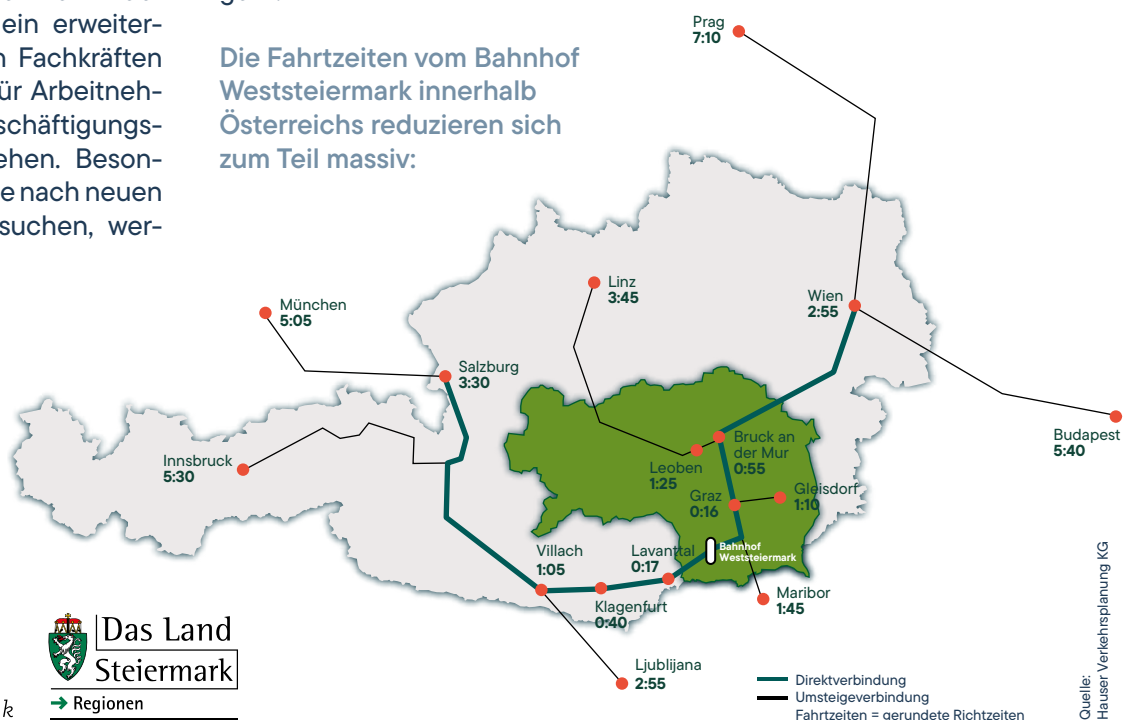 ein erweiter-
Fachkräften
ür Arbeitneh-
schäftigungs-
ehen. Beson-
e nach neuen
suchen, wer-
Die Fahrtzeiten vom Bahnhof
Weststeiermark innerhalb
Österreichs reduzieren sich
zum Teil massiv:
Prag
7:10
Linz
3:45
Wien
2:55
München
5:05
Salzburg
3:30
Budapest
5:40
Innsbruck
5:30
Bruck an
der Mur
0:55
Leoben
1:25
Graz
0:16
Gleisdorf
1:10
Villach
1:05
Lavanttal
0:17
Bahnhof
Weststeiermark
Klagenfurt
0:40
Maribor
1:45
Ljublijana
2:55
Das Land
Steiermark
→ Regionen
k
Direktverbindung
Umsteigeverbindung
Fahrtzeiten = gerundete Richtzeiten
Quelle:
Hauser Verkehrsplanung KG